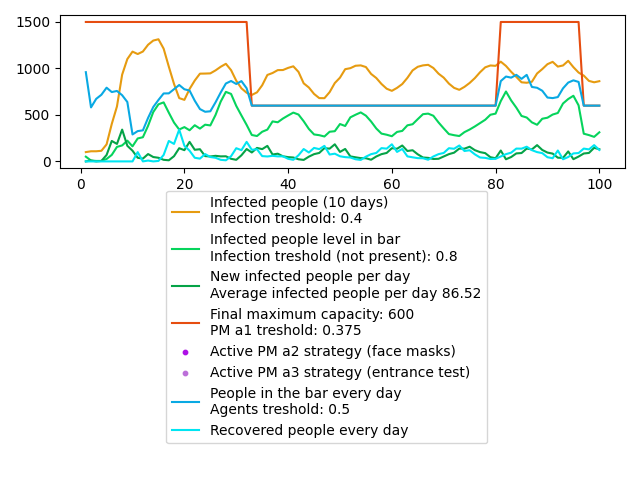 1500
1000
500
0
0
20
40
60
80
100
Infected people (10 days)
Infection treshold: 0.4
Infected people level in bar
Infection treshold (not present): 0.8
New infected people per day
Average infected people per day 86.52
Final maximum capacity: 600
PM a1 treshold: 0.375
Active PM a2 strategy (face masks)
Active PM a3 strategy (entrance test)
People in the bar every day
Agents treshold: 0.5
Recovered people every day